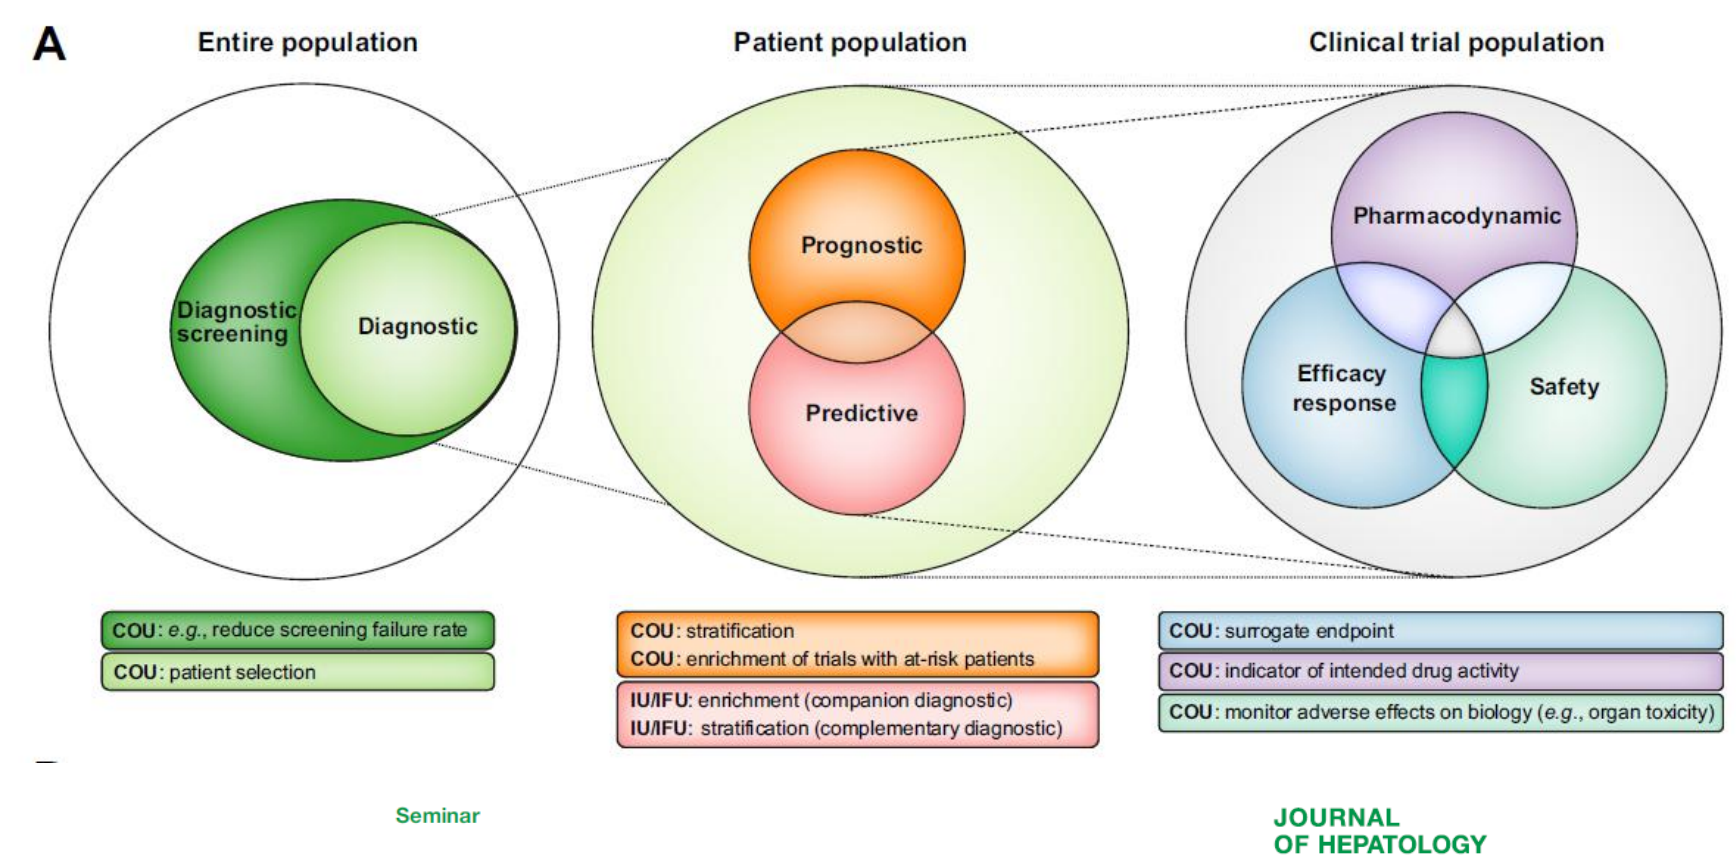 A
Entire population
Patient population
Clinical trial population
Diagnostic
screening
Diagnostic
Prognostic
Predictive
Pharmacodynamic
Efficacy
response
Safety
COU: e.g., reduce screening failure rate
COU: patient selection
COU: stratification
COU: enrichment of trials with at-risk patients
IU/IFU: enrichment (companion diagnostic)
IU/IFU: stratification (complementary diagnostic)
COU: surrogate endpoint
COU: indicator of intended drug activity
COU: monitor adverse effects on biology (e.g., organ toxicity)
Seminar
JOURNAL
OF HEPATOLOGY